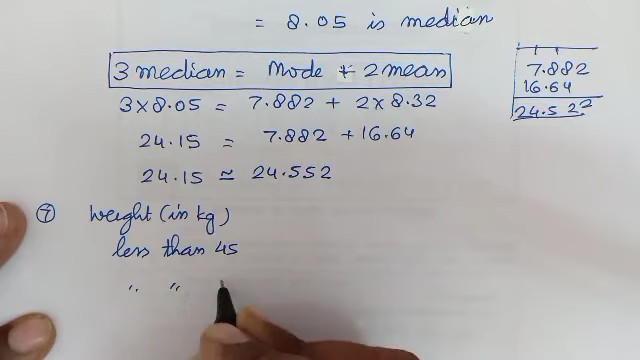 = 8.05 is median
3 median = Mode + 2 mean
3 × 8.05 = 7.882 + 2 × 8.32
24.15 = 7.882 + 16.64
24.15 ≃ 24.552
7.882
16.64
24.522
⑦ Weight (in kg)
less than 45
" "